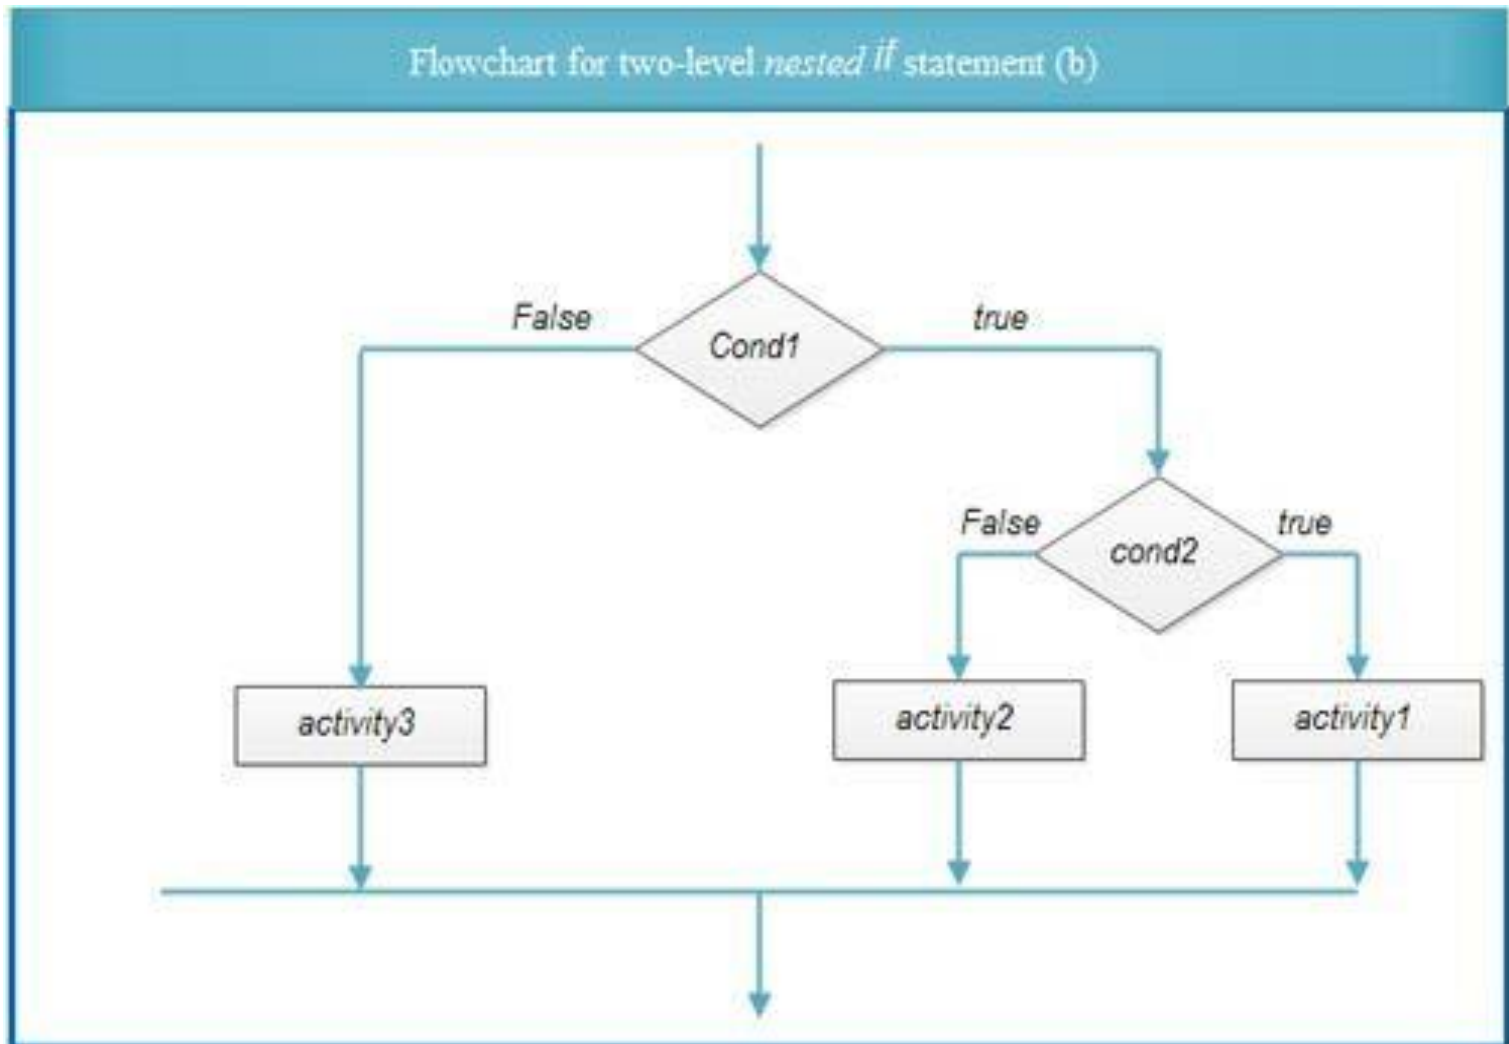 Flowchart for two-level nested if statement (b)
False
true
Cond1
False
true
cond2
activity3
activity2
activity1